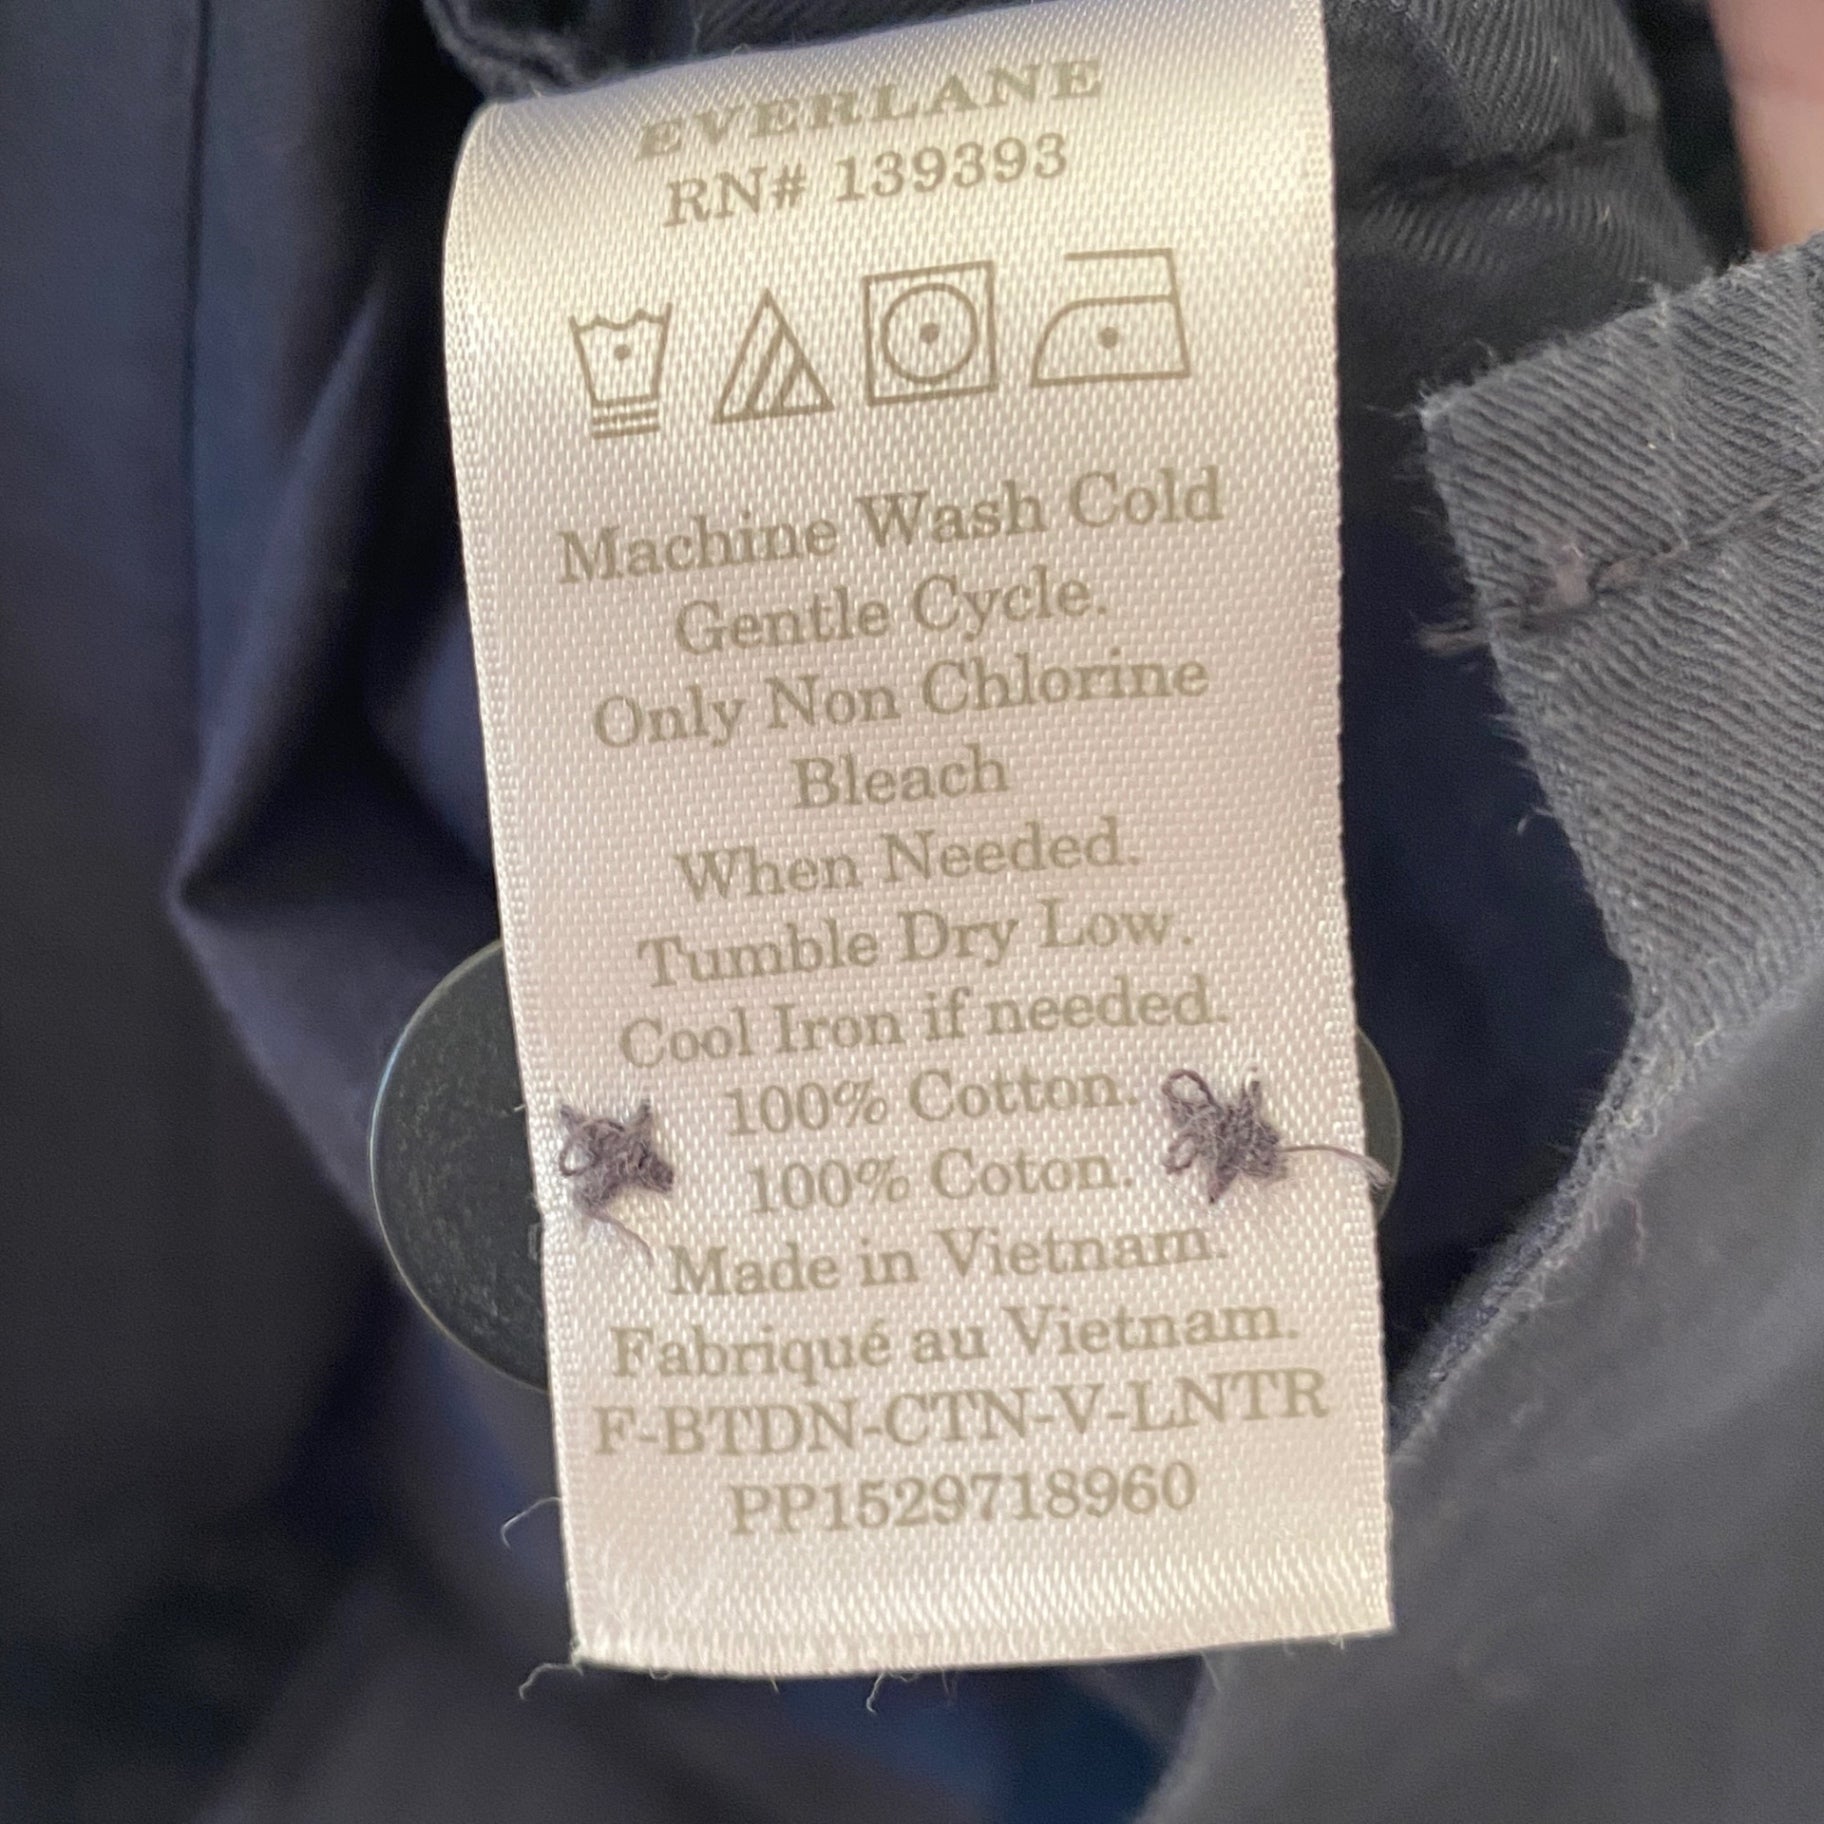 EVERLANE
RN# 139393
Machine Wash Cold
Gentle Cycle.
Only Non Chlorine
Bleach
When Needed.
Tumble Dry Low.
Cool Iron if needed.
100% Cotton.
100% Coton.
Made in Vietnam.
Fabriqué au Vietnam.
F-BTDN-CTN-V-LNTR
PP1529718960